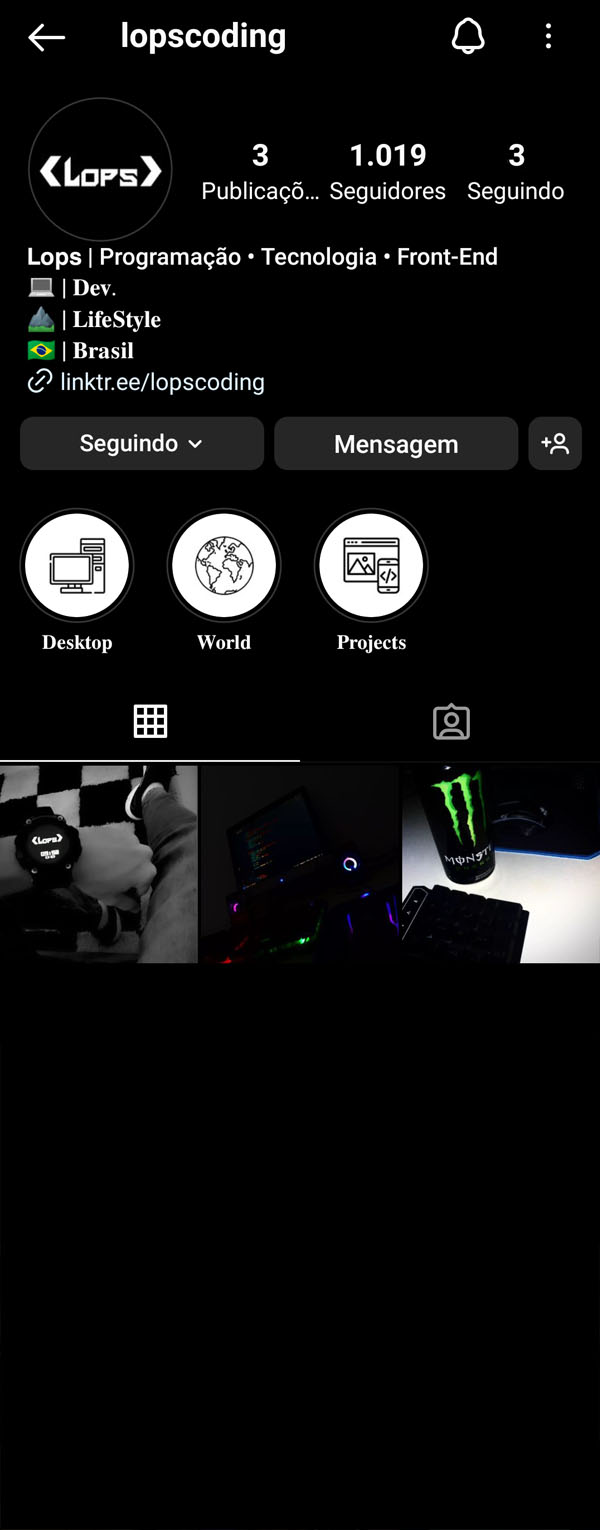 lopscoding
<LOPS>
3 1.019 3
Publicaçõ... Seguidores Seguindo
Lops | Programação • Tecnologia • Front-End
💻 | Dev.
⛰️ | LifeStyle
🇧🇷 | Brasil
linktr.ee/lopscoding
Seguindo
Mensagem
</>
Desktop World Projects
<LOPS>
MONSTE